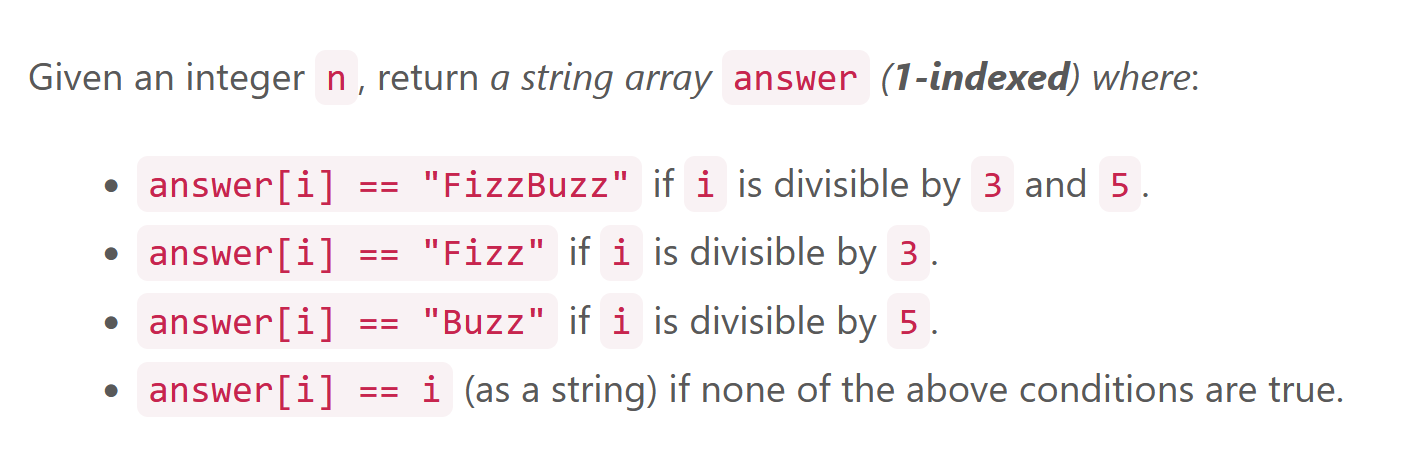 Given an integer n, return a string array answer (1-indexed) where:
• answer[i] == "FizzBuzz" if i is divisible by 3 and 5.
• answer[i] == "Fizz" if i is divisible by 3.
• answer[i] == "Buzz" if i is divisible by 5.
• answer[i] == i (as a string) if none of the above conditions are true.